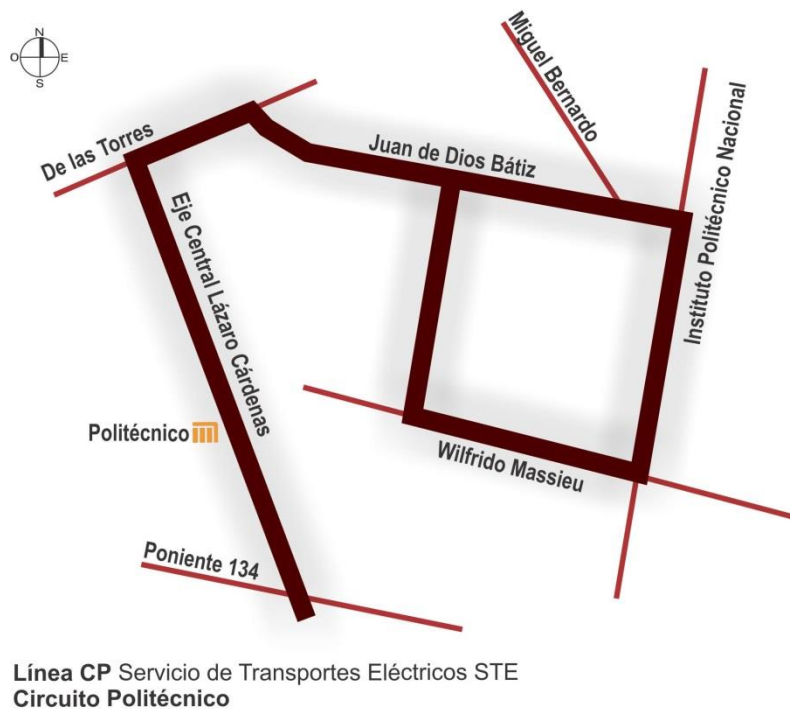 N
O E
S
Miguel Bernardo
De las Torres
Juan de Dios Bátiz
Instituto Politécnico Nacional
Eje Central Lázaro Cárdenas
Politécnico
Wilfrido Massieu
Poniente 134
Línea CP Servicio de Transportes Eléctricos STE
Circuito Politécnico